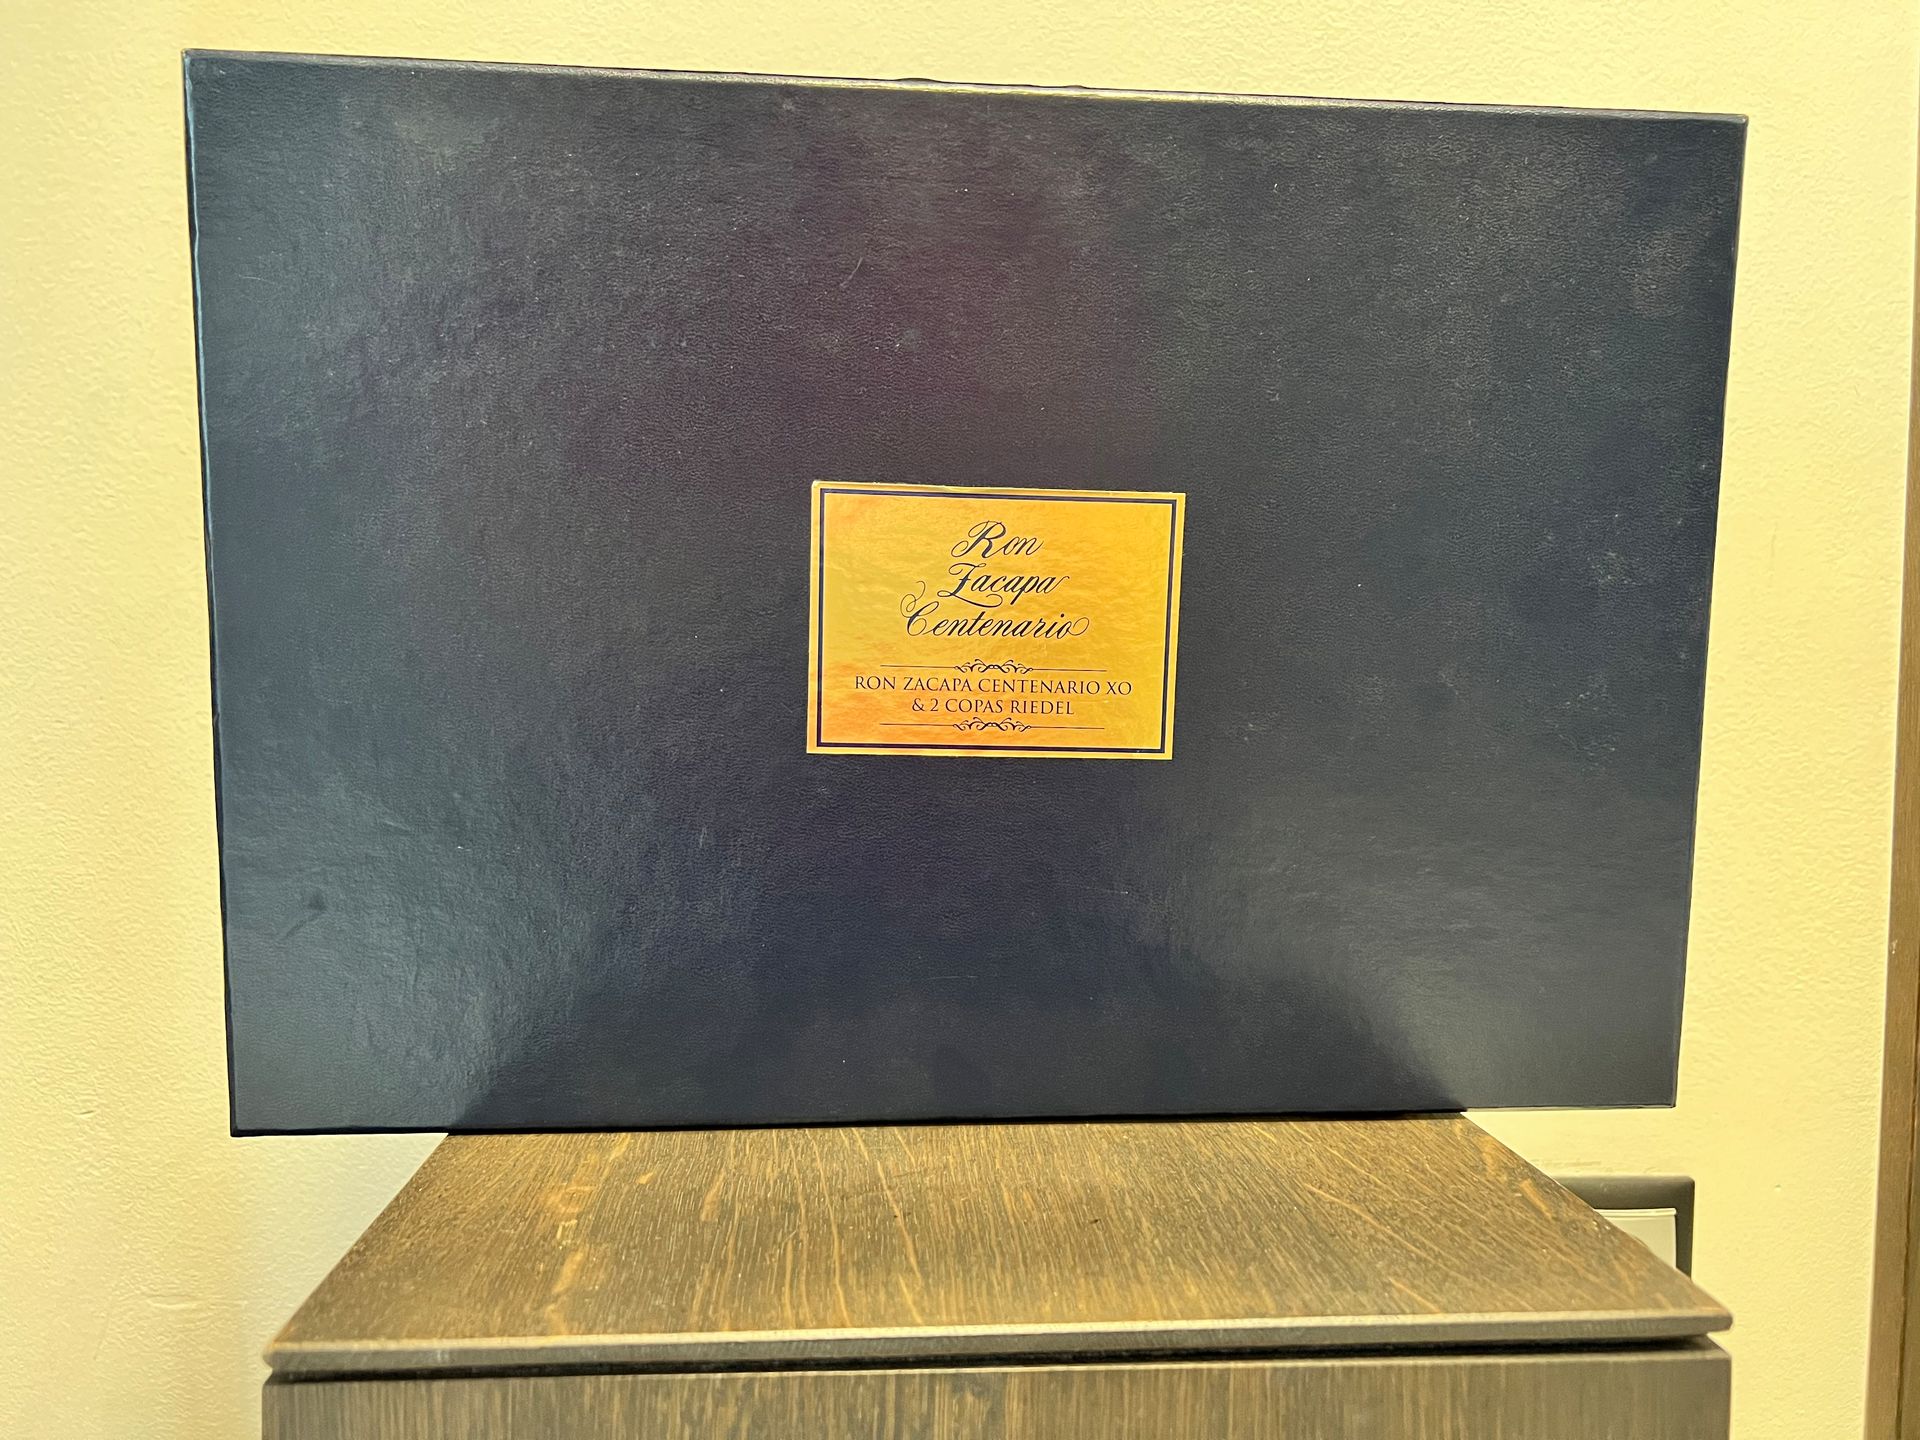 Ron
Zacapa
Centenario
RON ZACAPA CENTENARIO XO
& 2 COPAS RIEDEL